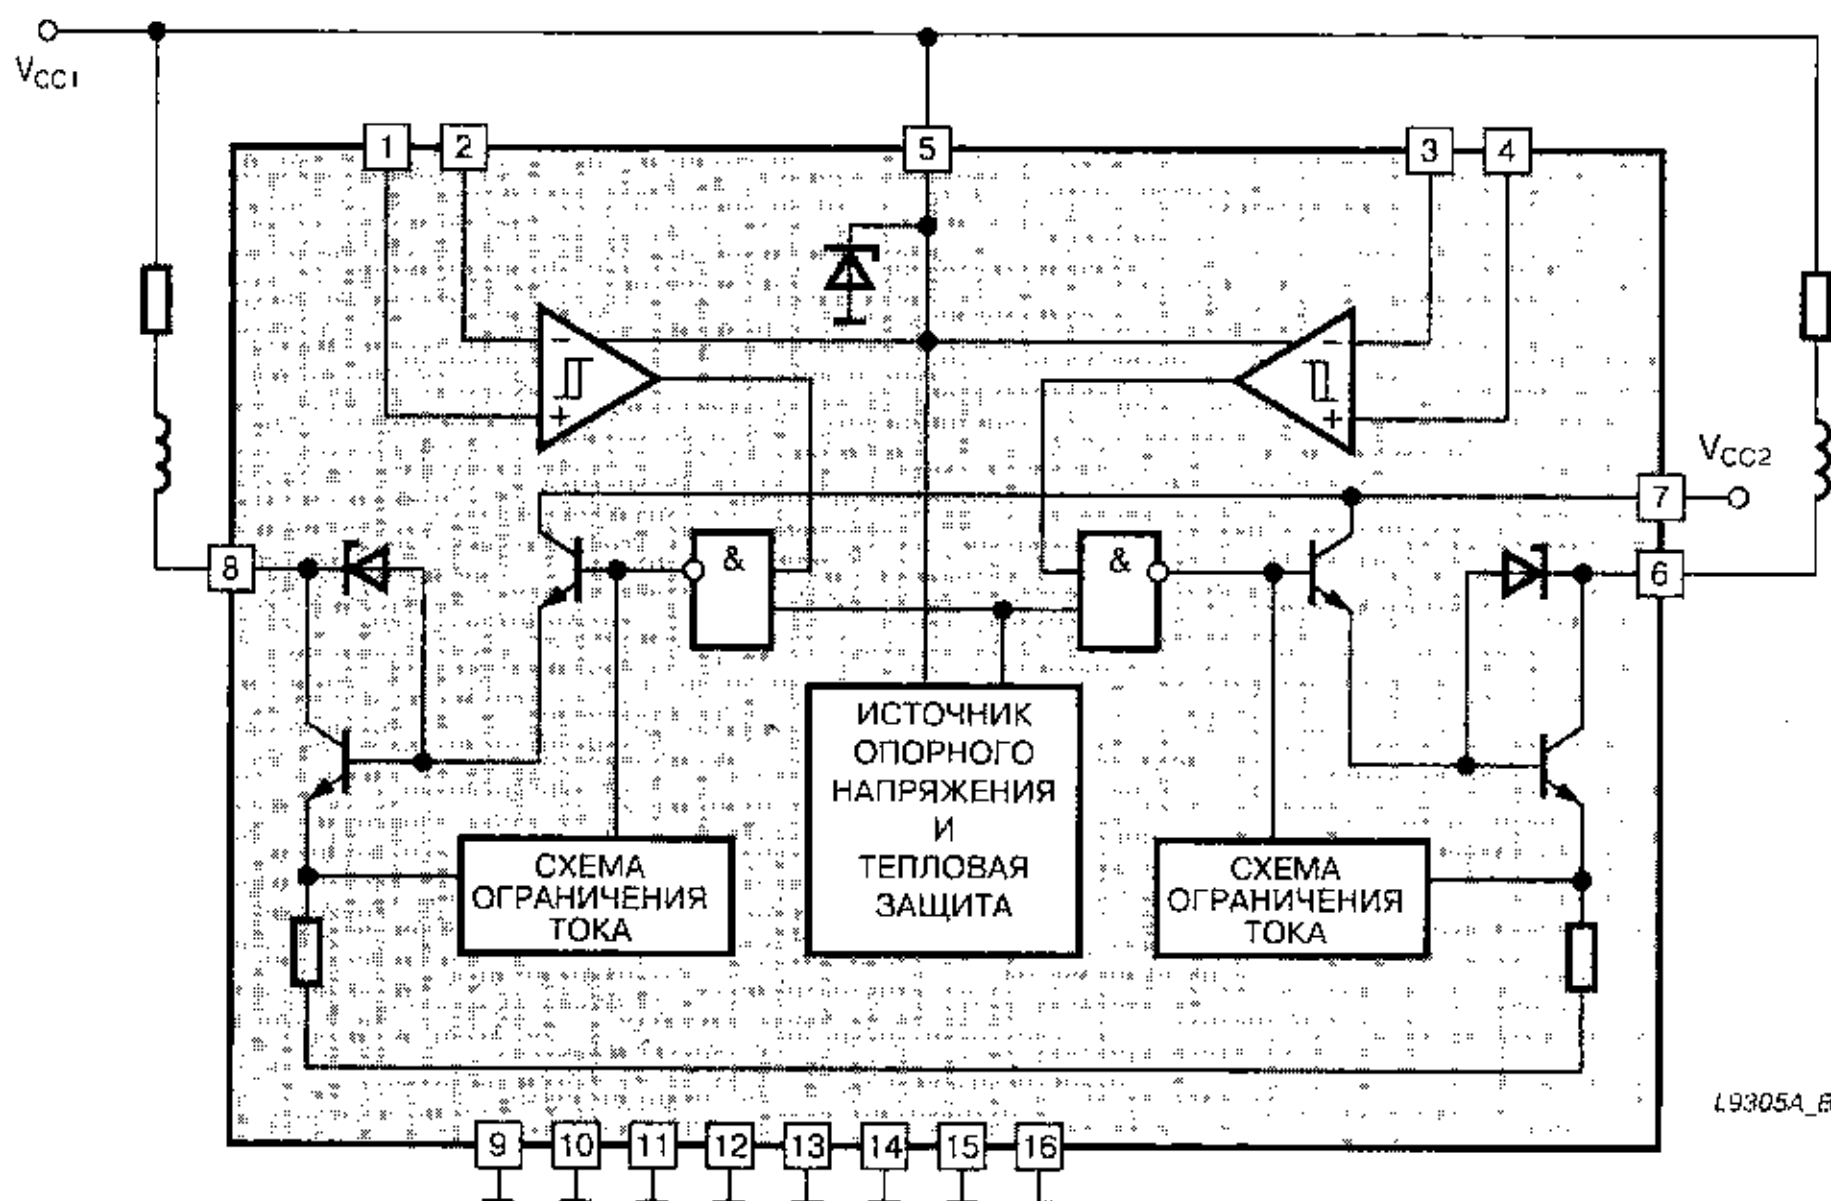 VCC1
1 2 5 3 4
− −
+ +
VCC2
7
8 & & 6
ИСТОЧНИК
ОПОРНОГО
НАПРЯЖЕНИЯ
И
ТЕПЛОВАЯ
ЗАЩИТА
СХЕМА
ОГРАНИЧЕНИЯ
ТОКА
СХЕМА
ОГРАНИЧЕНИЯ
ТОКА
9 10 11 12 13 14 15 16